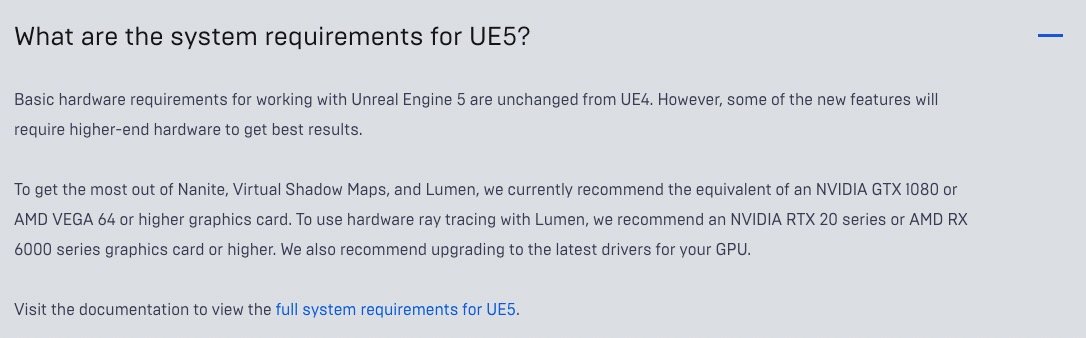 What are the system requirements for UE5?
Basic hardware requirements for working with Unreal Engine 5 are unchanged from UE4. However, some of the new features will
require higher-end hardware to get best results.
To get the most out of Nanite, Virtual Shadow Maps, and Lumen, we currently recommend the equivalent of an NVIDIA GTX 1080 or
AMD VEGA 64 or higher graphics card. To use hardware ray tracing with Lumen, we recommend an NVIDIA RTX 20 series or AMD RX
6000 series graphics card or higher. We also recommend upgrading to the latest drivers for your GPU.
Visit the documentation to view the full system requirements for UE5.